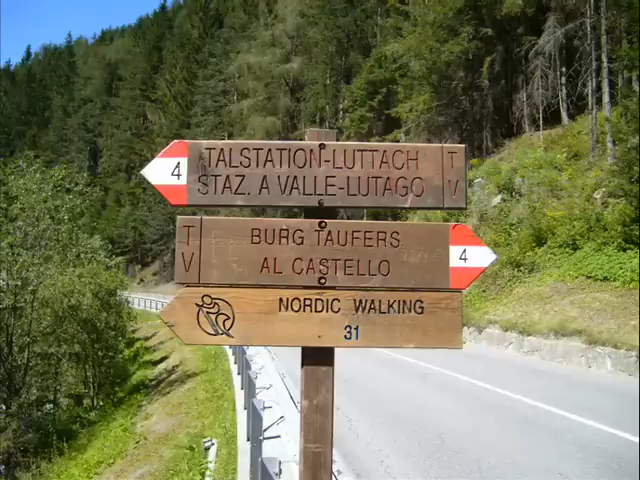 4 TALSTATION-LUTTACH T
STAZ. A VALLE-LUTAGO V
T BURG TAUFERS 4
V AL CASTELLO
NORDIC WALKING
31